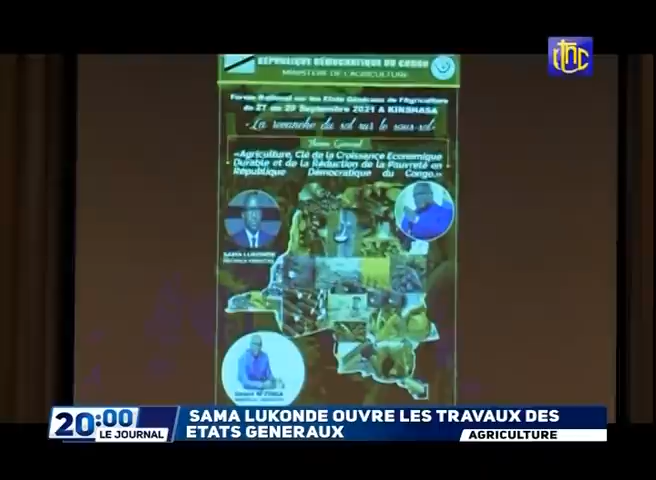 rtnc
RÉPUBLIQUE DÉMOCRATIQUE DU CONGO
MINISTERE DE L'AGRICULTURE
Forum National sur les Etats Généraux de l'Agriculture
du 27 au 29 Septembre 2021 à KINSHASA
«La revanche du sol sur le sous-sol»
Thème Général
«Agriculture, Clé de la Croissance Economique
Durable et de la Réduction de la Pauvreté en
République Démocratique du Congo.»
SAMA LUKONDE
20:00
LE JOURNAL
SAMA LUKONDE OUVRE LES TRAVAUX DES
ETATS GENERAUX
AGRICULTURE